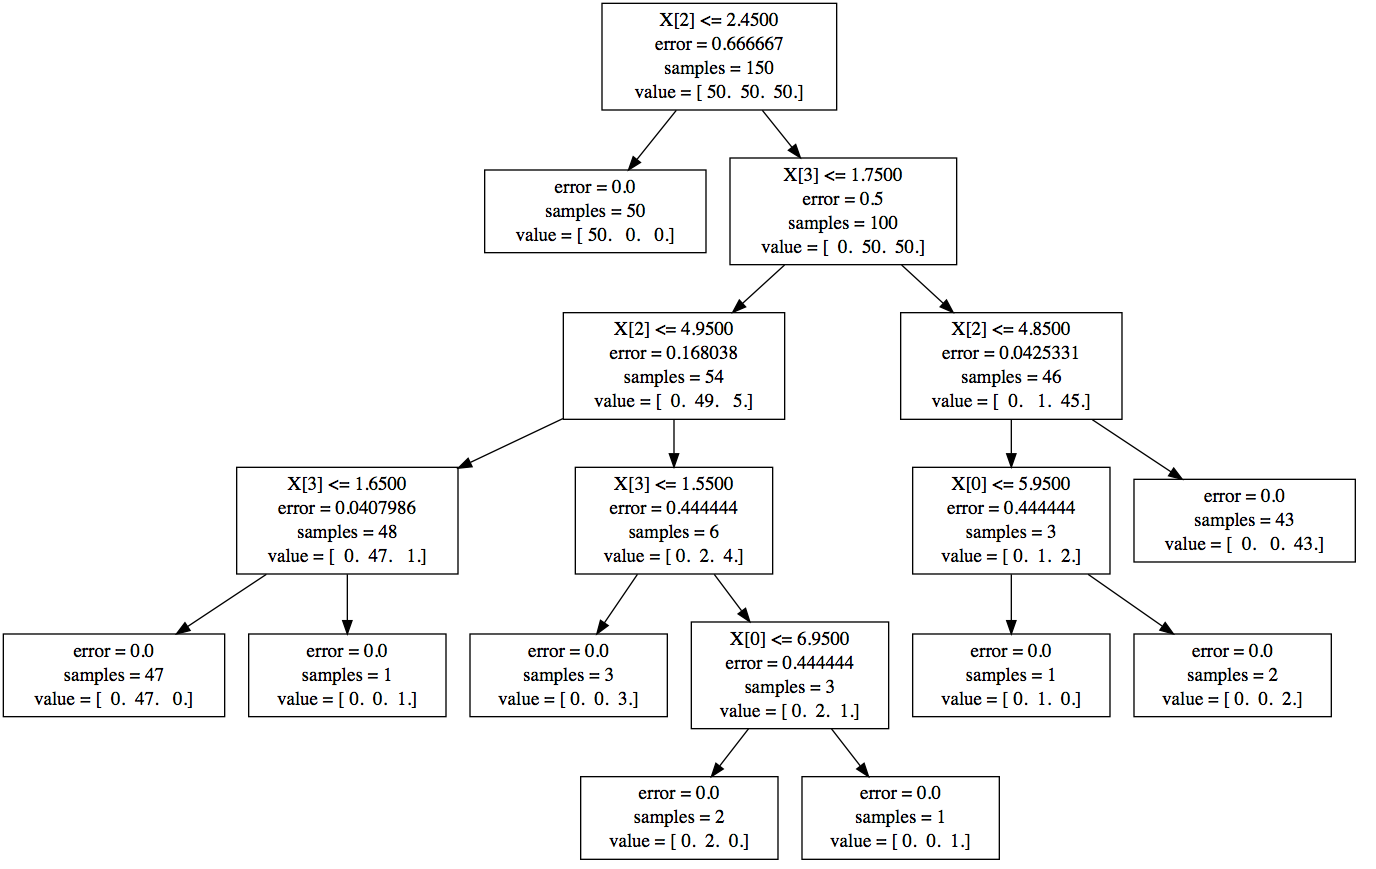 X[2] <= 2.4500
error = 0.666667
samples = 150
value = [ 50. 50. 50.]
error = 0.0
samples = 50
value = [ 50. 0. 0.]
X[3] <= 1.7500
error = 0.5
samples = 100
value = [ 0. 50. 50.]
X[2] <= 4.9500
error = 0.168038
samples = 54
value = [ 0. 49. 5.]
X[2] <= 4.8500
error = 0.0425331
samples = 46
value = [ 0. 1. 45.]
X[3] <= 1.6500
error = 0.0407986
samples = 48
value = [ 0. 47. 1.]
X[3] <= 1.5500
error = 0.444444
samples = 6
value = [ 0. 2. 4.]
X[0] <= 5.9500
error = 0.444444
samples = 3
value = [ 0. 1. 2.]
error = 0.0
samples = 43
value = [ 0. 0. 43.]
error = 0.0
samples = 47
value = [ 0. 47. 0.]
error = 0.0
samples = 1
value = [ 0. 0. 1.]
error = 0.0
samples = 3
value = [ 0. 0. 3.]
X[0] <= 6.9500
error = 0.444444
samples = 3
value = [ 0. 2. 1.]
error = 0.0
samples = 1
value = [ 0. 1. 0.]
error = 0.0
samples = 2
value = [ 0. 0. 2.]
error = 0.0
samples = 2
value = [ 0. 2. 0.]
error = 0.0
samples = 1
value = [ 0. 0. 1.]